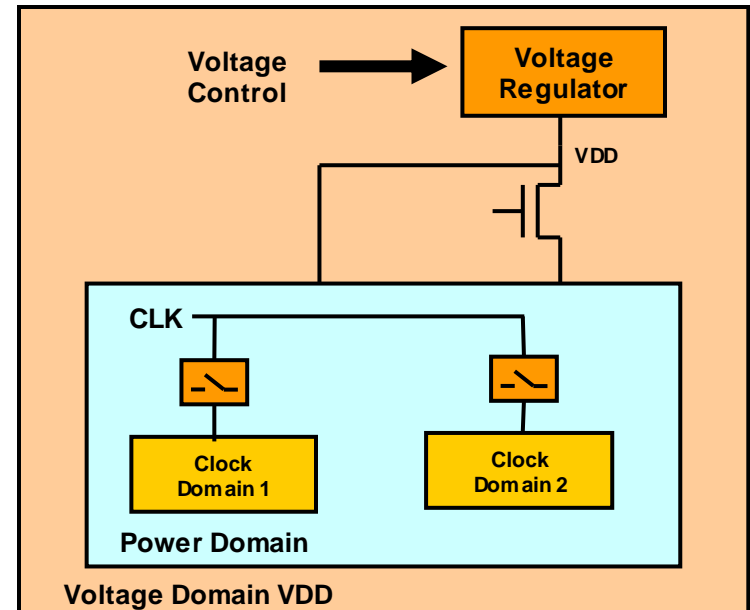 Voltage
Control
Voltage
Regulator
VDD
CLK
Clock
Domain 1
Clock
Domain 2
Power Domain
Voltage Domain VDD